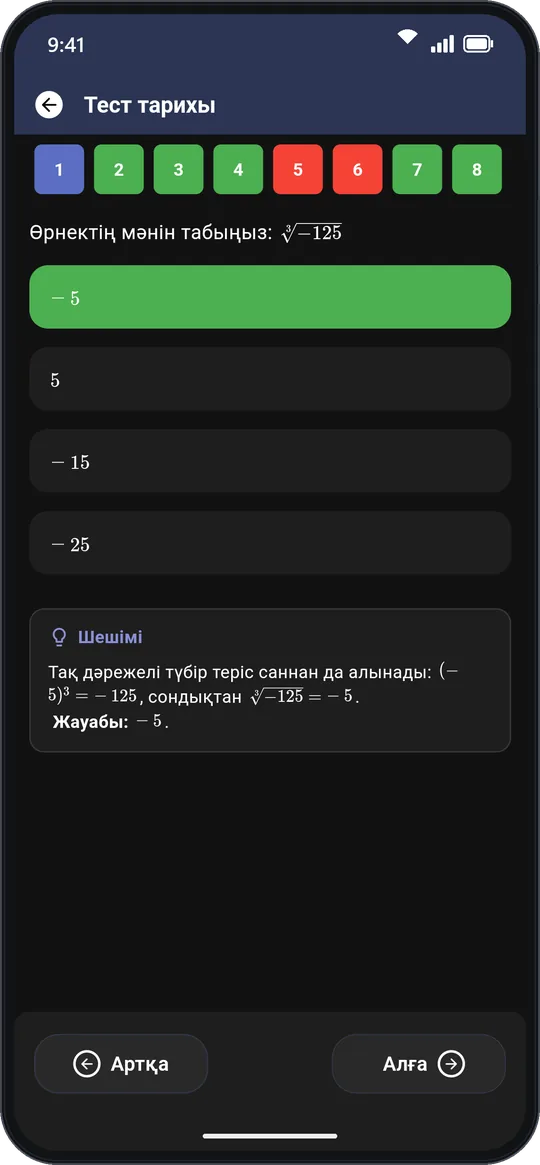 9:41
Тест тарихы
1 2 3 4 5 6 7 8
Өрнектің мәнін табыңыз: ∛−125
− 5
5
− 15
− 25
Шешімі
Тақ дәрежелі түбір теріс саннан да алынады: (−
5)³ = − 125, сондықтан ∛−125 = − 5.
Жауабы: − 5.
Артқа
Алға